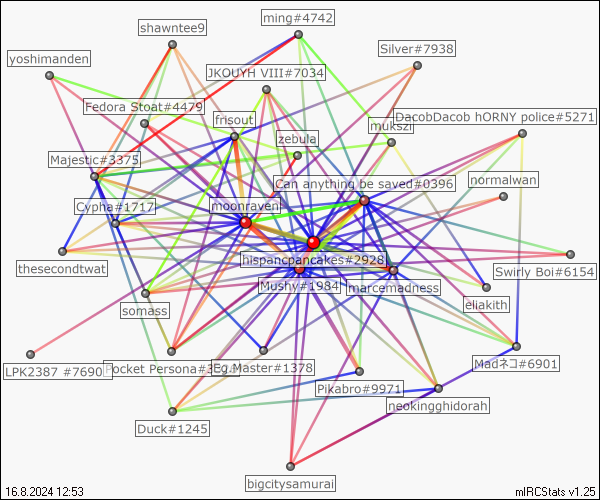 ming#4742
shawntee9
Silver#7938
yoshimanden
JKOUYH VIII#7034
Fedora Stoat#4479
DacobDacob hORNY police#5271
frisout
mukszi
zebula
Majestic#3375
Can anything be saved#0396
normalwan
Cypha#1717
moonraven
hispancpancakes#2928
thesecondtwat
Swirly Boi#6154
Mushy#1984
marcemadness
somass
eliakith
LPK2387 #7690
Pocket Persona#3
Eg.Master#1378
Madネコ#6901
Pikabro#9971
neokingghidorah
Duck#1245
bigcitysamurai
16.8.2024 12:53
mIRCStats v1.25